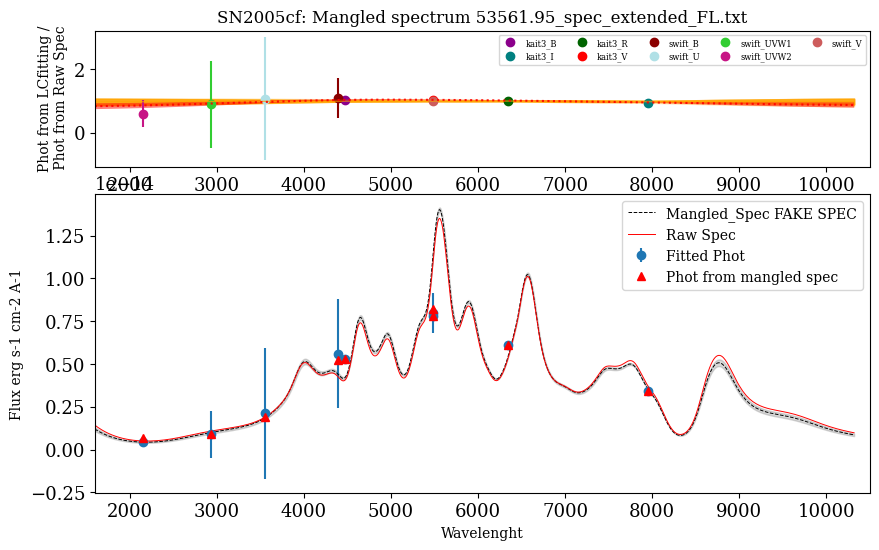 SN2005cf: Mangled spectrum 53561.95_spec_extended_FL.txt
Phot from LCfitting /
Phot from Raw Spec
2
0
kait3_B kait3_R swift_B swift_UVW1 swift_V
kait3_I kait3_V swift_U swift_UVW2
2000 3000 4000 5000 6000 7000 8000 9000 10000
1e−14
Flux erg s-1 cm-2 A-1
1.25
1.00
0.75
0.50
0.25
0.00
−0.25
Mangled_Spec FAKE SPEC
Raw Spec
Fitted Phot
Phot from mangled spec
2000 3000 4000 5000 6000 7000 8000 9000 10000
Wavelenght